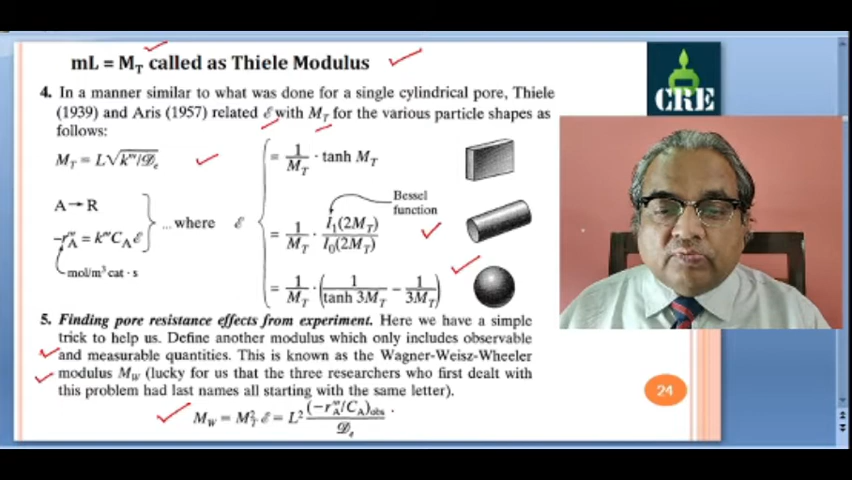 mL = M_T called as Thiele Modulus
CRE
4. In a manner similar to what was done for a single cylindrical pore, Thiele
(1939) and Aris (1957) related ℰ with M_T for the various particle shapes as
follows:
M_T = L√(k‴/𝒟ₑ)
A→R
−r‴_A = k‴C_Aℰ
mol/m³ cat · s
... where ℰ
= 1/M_T · tanh M_T
Bessel
function
= 1/M_T · I₁(2M_T)/I₀(2M_T)
= 1/M_T · (1/tanh 3M_T − 1/3M_T)
5. Finding pore resistance effects from experiment. Here we have a simple
trick to help us. Define another modulus which only includes observable
and measurable quantities. This is known as the Wagner-Weisz-Wheeler
modulus M_W (lucky for us that the three researchers who first dealt with
this problem had last names all starting with the same letter).
M_W = M²_T ℰ = L² (−r‴_A/C_A)_obs/𝒟ₑ .
24